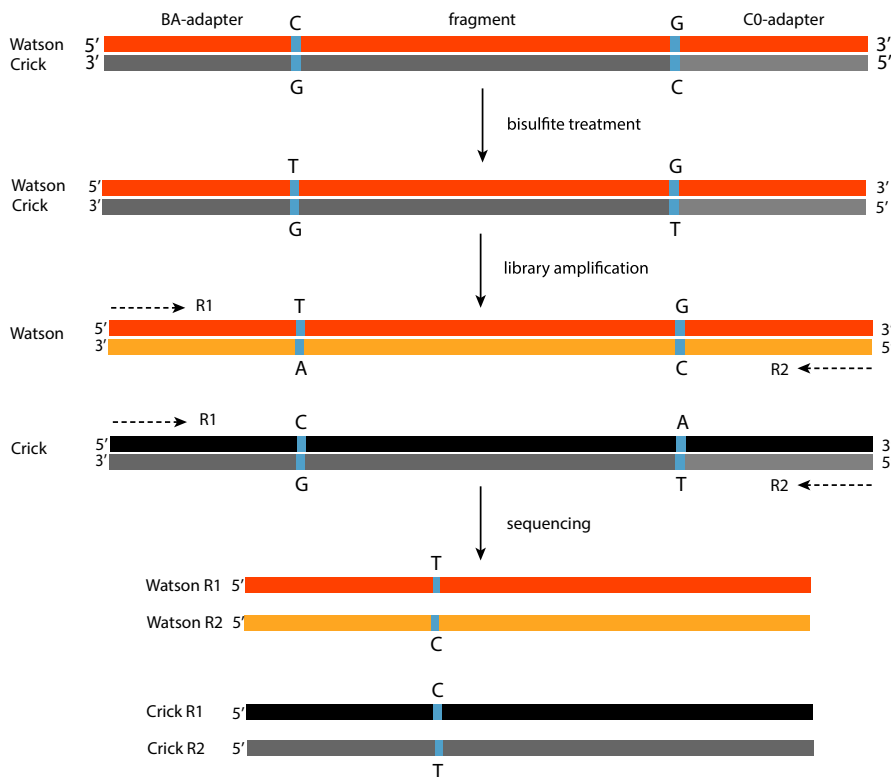 BA-adapter C fragment G C0-adapter
Watson 5’ 3’
Crick 3’ 5’
G C
bisulfite treatment
T G
Watson 5’ 3’
Crick 3’ 5’
G T
library amplification
R1 T G
Watson 5’ 3’
3’ 5
A C R2
R1 C A
Crick 5’ 3
3’ 5
G T R2
sequencing
T
Watson R1 5’
Watson R2 5’
C
C
Crick R1 5’
Crick R2 5’
T